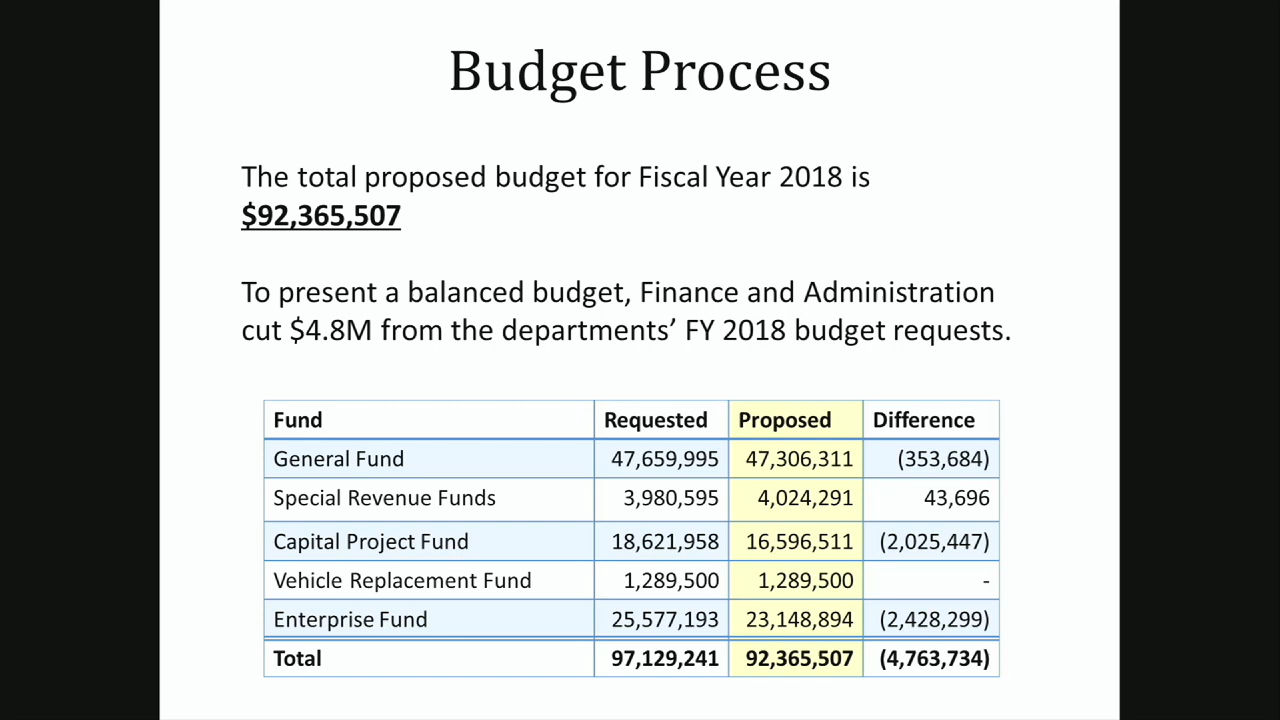 Budget Process
The total proposed budget for Fiscal Year 2018 is
$92,365,507
To present a balanced budget, Finance and Administration
cut $4.8M from the departments’ FY 2018 budget requests.
Fund Requested Proposed Difference
General Fund 47,659,995 47,306,311 (353,684)
Special Revenue Funds 3,980,595 4,024,291 43,696
Capital Project Fund 18,621,958 16,596,511 (2,025,447)
Vehicle Replacement Fund 1,289,500 1,289,500 -
Enterprise Fund 25,577,193 23,148,894 (2,428,299)
Total 97,129,241 92,365,507 (4,763,734)